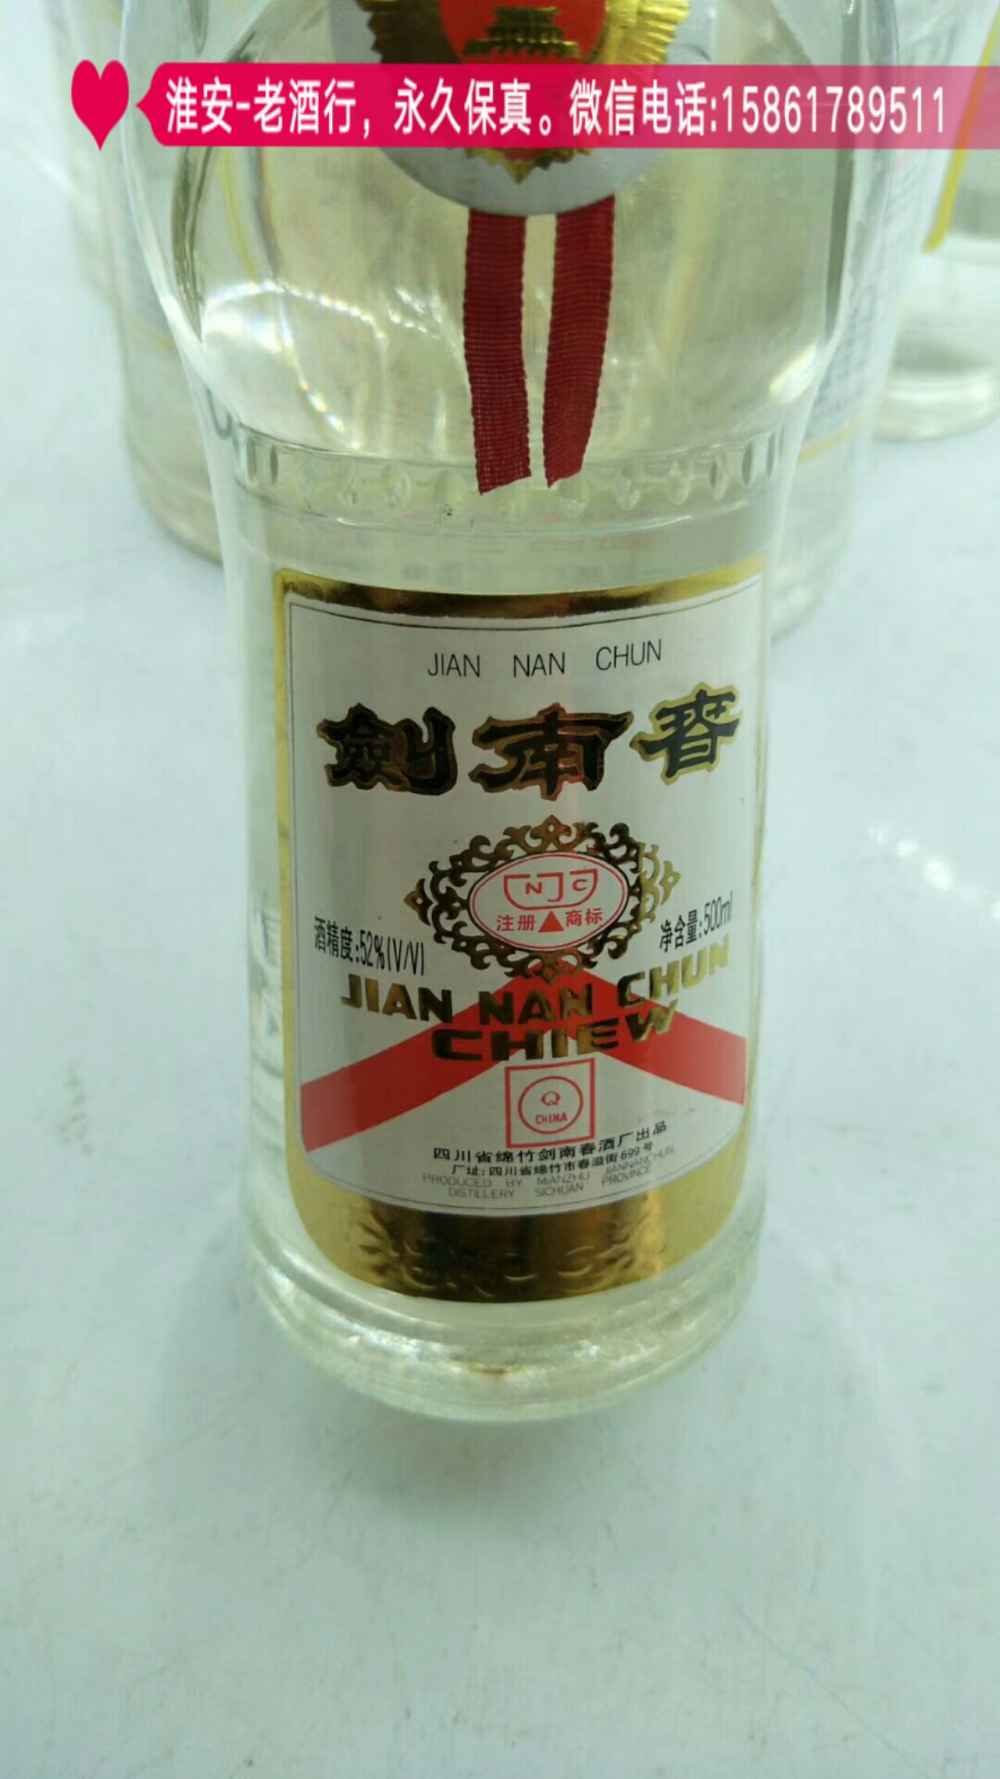 淮安-老酒行，永久保真。微信电话:15861789511
JIAN NAN CHUN
劍南春
NJC
注册 商标
酒精度:52%(V/V)
净含量:500ml
JIAN NAN CHUN
CHIEW
Q
CHINA
四川省绵竹剑南春酒厂出品
厂址:四川省绵竹市春溢街699号
PRODUCED BY MIANZHU JIANNANCHUN
DISTILLERY SICHUAN PROVINCE